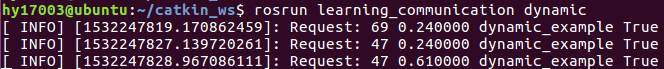 hy17003@ubuntu:~/catkin_ws$ rosrun learning_communication dynamic
[ INFO] [1532247819.170862459]: Request: 69 0.240000 dynamic_example True
[ INFO] [1532247827.139720261]: Request: 47 0.240000 dynamic_example True
[ INFO] [1532247828.967086111]: Request: 47 0.610000 dynamic_example True